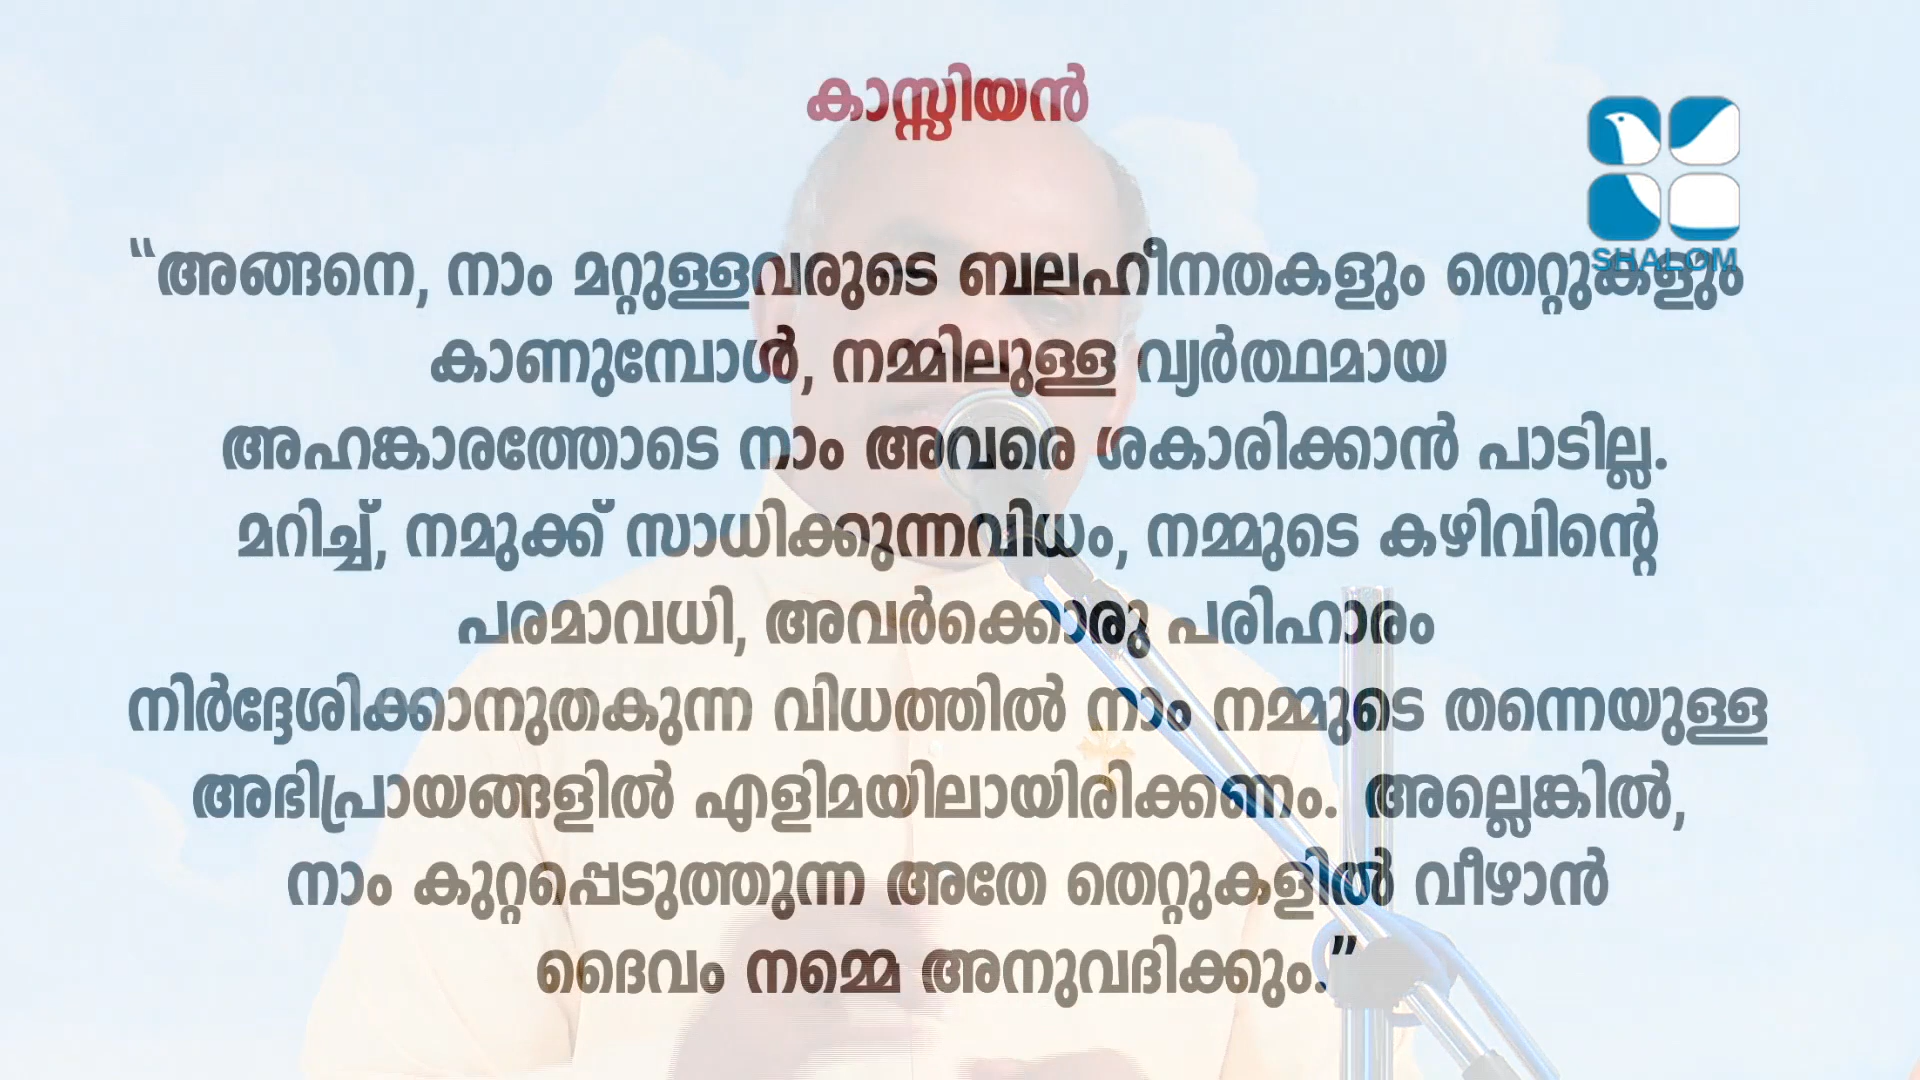 കാസ്സിയൻ
SHALOM
“അങ്ങനെ, നാം മറ്റുള്ളവരുടെ ബലഹീനതകളും തെറ്റുകളും
കാണുമ്പോൾ, നമ്മിലുള്ള വ്യർത്ഥമായ
അഹങ്കാരത്തോടെ നാം അവരെ ശകാരിക്കാൻ പാടില്ല.
മറിച്ച്, നമുക്ക് സാധിക്കുന്നവിധം, നമ്മുടെ കഴിവിന്റെ
പരമാവധി, അവർക്കൊരു പരിഹാരം
നിർദ്ദേശിക്കാനുതകുന്ന വിധത്തിൽ നാം നമ്മുടെ തന്നെയുള്ള
അഭിപ്രായങ്ങളിൽ എളിമയിലായിരിക്കണം. അല്ലെങ്കിൽ,
നാം കുറ്റപ്പെടുത്തുന്ന അതേ തെറ്റുകളിൽ വീഴാൻ
ദൈവം നമ്മെ അനുവദിക്കും.”